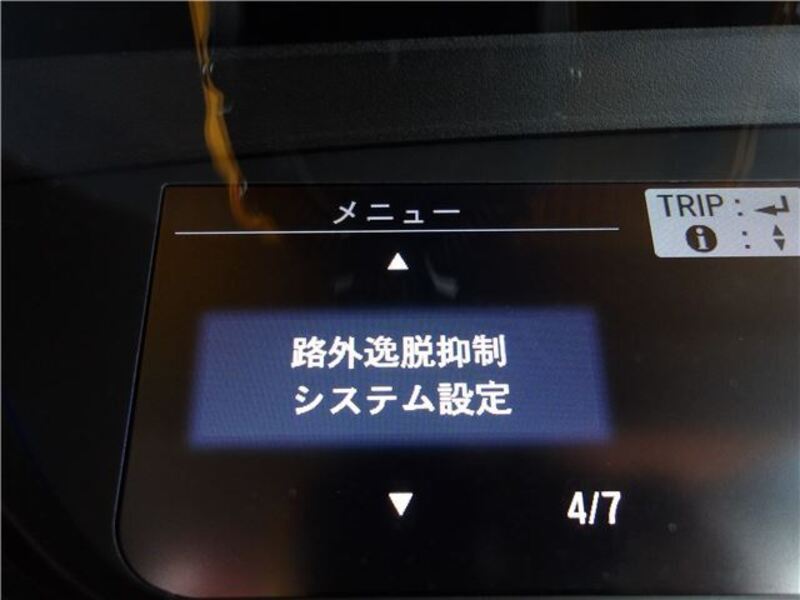 メニュー
TRIP :
i :
路外逸脱抑制
システム設定
4/7